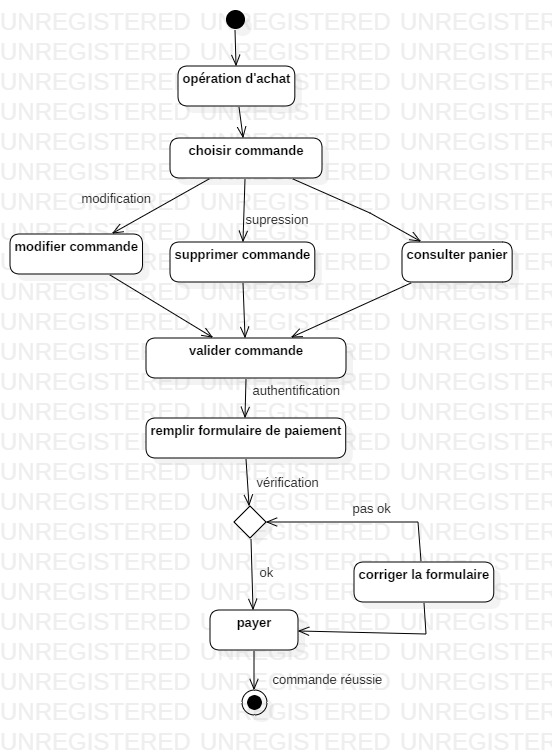 opération d'achat
choisir commande
modification
supression
modifier commande
supprimer commande
consulter panier
valider commande
authentification
remplir formulaire de paiement
vérification
pas ok
ok
corriger la formulaire
payer
commande réussie
UNREGISTERED